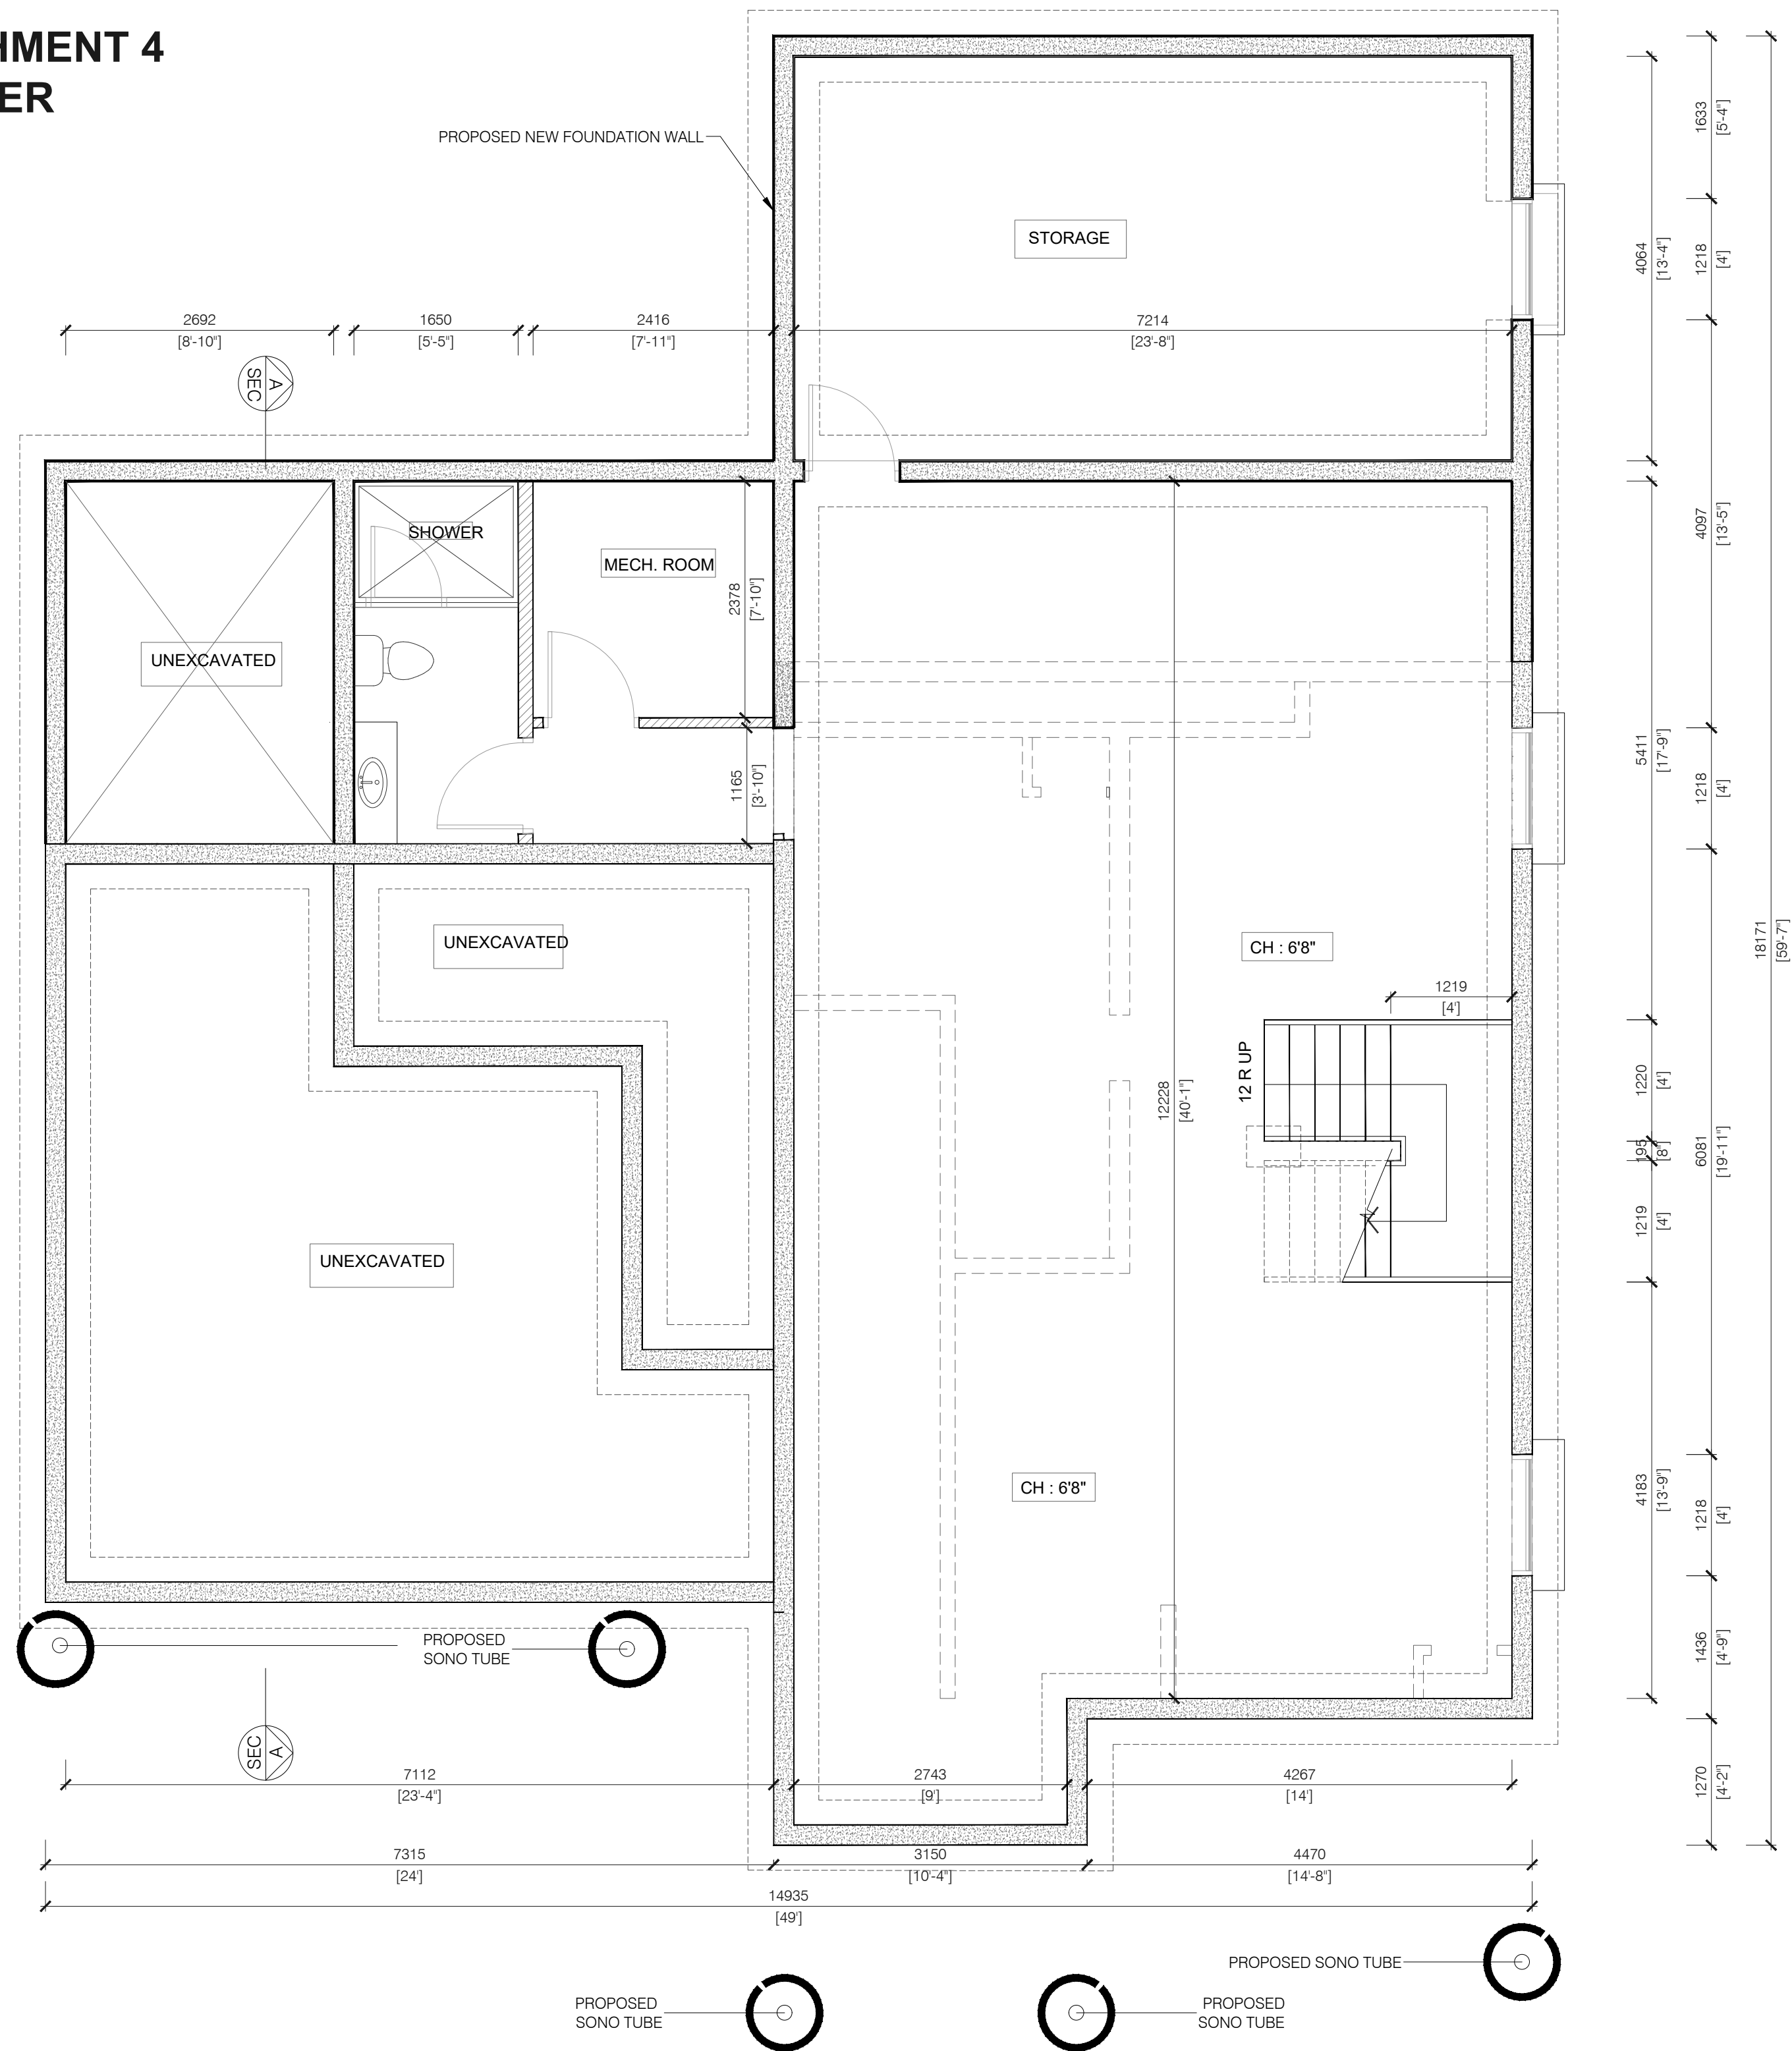 HMENT 4
ER
PROPOSED NEW FOUNDATION WALL
STORAGE
1633
[5'-4"]
4064
[13'-4"]
1218
[4']
2692
[8'-10"]
1650
[5'-5"]
2416
[7'-11"]
7214
[23'-8"]
A
SEC
SHOWER
MECH. ROOM
2378
[7'-10"]
4097
[13'-5"]
UNEXCAVATED
1165
[3'-10"]
5411
[17'-9"]
1218
[4']
UNEXCAVATED
CH : 6'8"
18171
[59'-7"]
1219
[4']
12 R UP
12228
[40'-1"]
1220
[4']
195
[8"]
6081
[19'-11"]
1219
[4']
UNEXCAVATED
CH : 6'8"
4183
[13'-9"]
1218
[4']
PROPOSED
SONO TUBE
1436
[4'-9"]
SEC
A
7112
[23'-4"]
2743
[9']
4267
[14']
1270
[4'-2"]
7315
[24']
3150
[10'-4"]
4470
[14'-8"]
14935
[49']
PROPOSED SONO TUBE
PROPOSED
SONO TUBE
PROPOSED
SONO TUBE